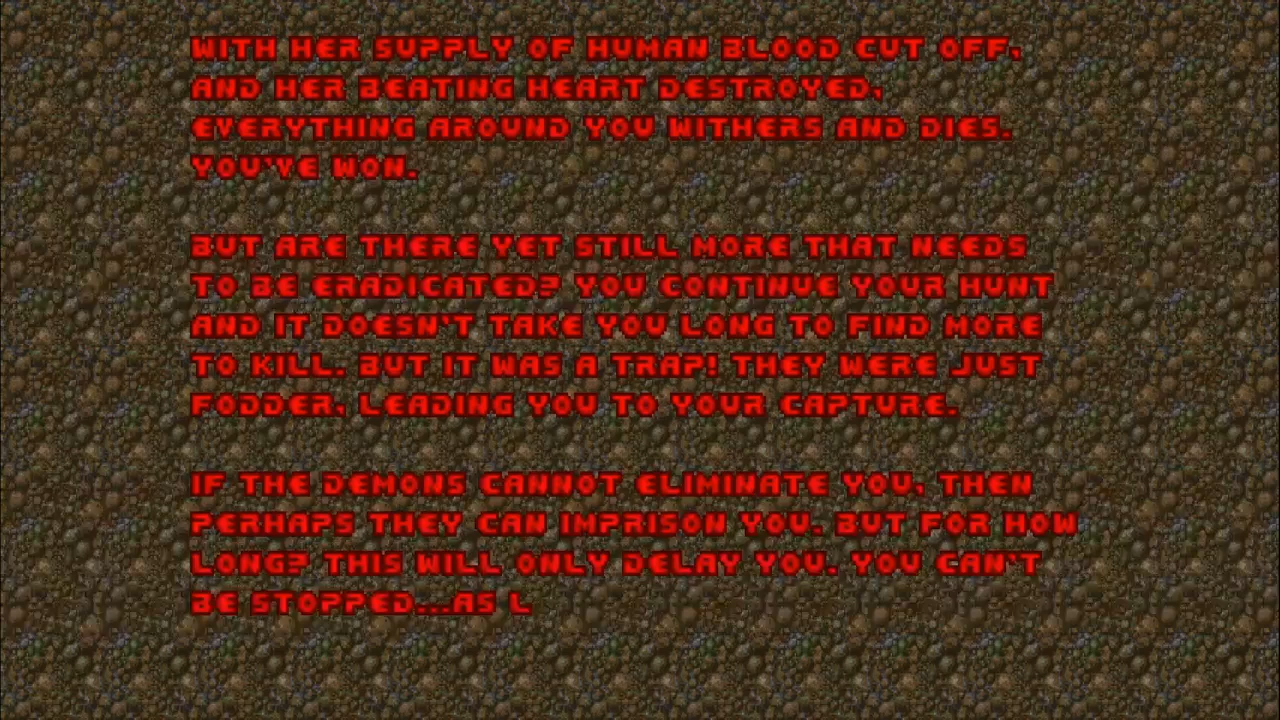 WITH HER SUPPLY OF HUMAN BLOOD CUT OFF,
AND HER BEATING HEART DESTROYED,
EVERYTHING AROUND YOU WITHERS AND DIES.
YOU'VE WON.
BUT ARE THERE YET STILL MORE THAT NEEDS
TO BE ERADICATED? YOU CONTINUE YOUR HUNT
AND IT DOESN'T TAKE YOU LONG TO FIND MORE
TO KILL. BUT IT WAS A TRAP! THEY WERE JUST
FODDER, LEADING YOU TO YOUR CAPTURE.
IF THE DEMONS CANNOT ELIMINATE YOU, THEN
PERHAPS THEY CAN IMPRISON YOU. BUT FOR HOW
LONG? THIS WILL ONLY DELAY YOU. YOU CAN'T
BE STOPPED...AS L